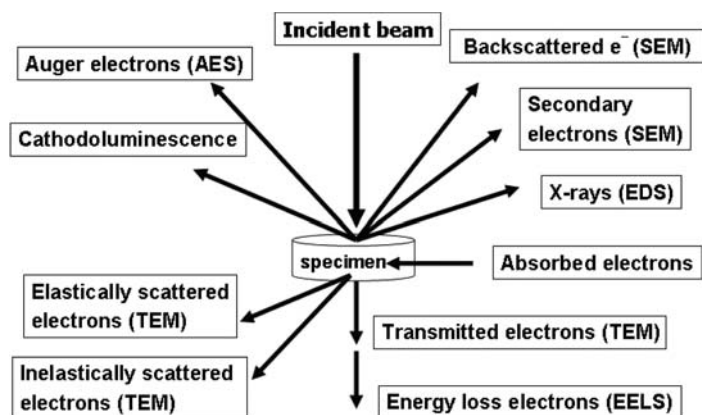 Incident beam
Auger electrons (AES)
Backscattered e⁻ (SEM)
Cathodoluminescence
Secondary
electrons (SEM)
X-rays (EDS)
specimen
Absorbed electrons
Elastically scattered
electrons (TEM)
Transmitted electrons (TEM)
Inelastically scattered
electrons (TEM)
Energy loss electrons (EELS)